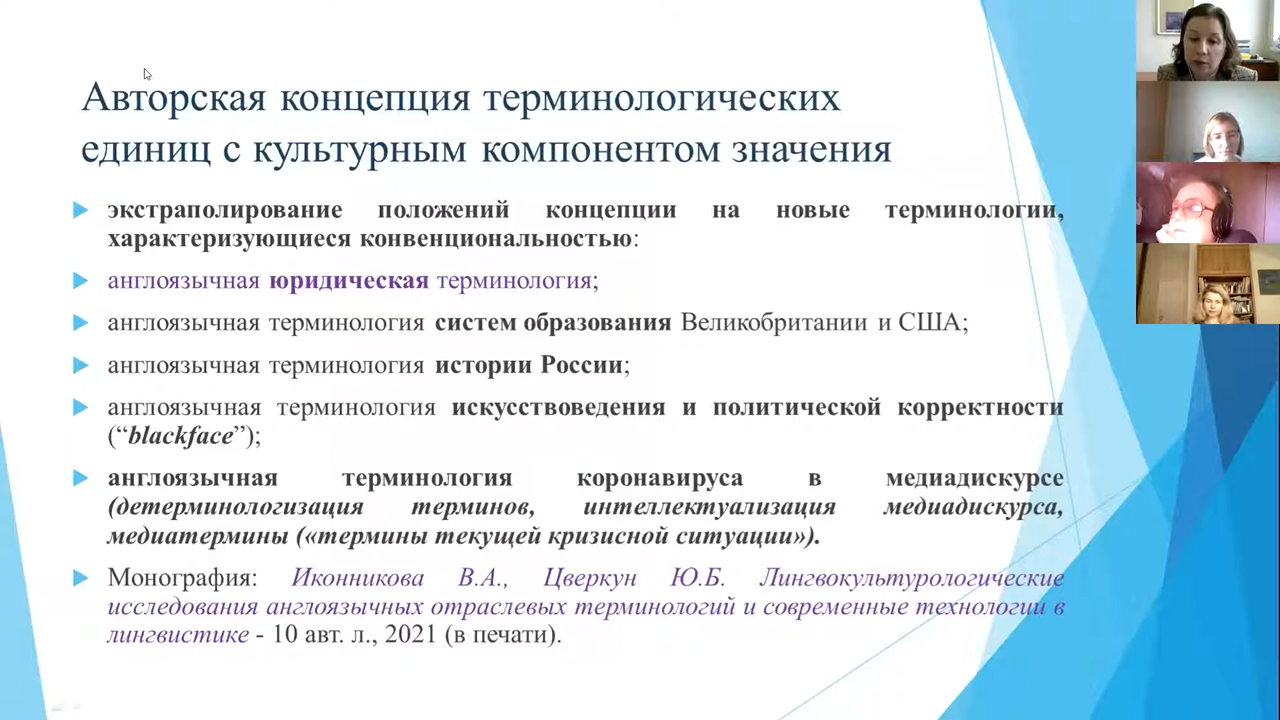 Авторская концепция терминологических
единиц с культурным компонентом значения
экстраполирование положений концепции на новые терминологии,
характеризующиеся конвенциональностью:
англоязычная юридическая терминология;
англоязычная терминология систем образования Великобритании и США;
англоязычная терминология истории России;
англоязычная терминология искусствоведения и политической корректности
(“blackface”);
англоязычная терминология коронавируса в медиадискурсе
(детерминологизация терминов, интеллектуализация медиадискурса,
медиатермины («термины текущей кризисной ситуации»).
Монография: Иконникова В.А., Цверкун Ю.Б. Лингвокультурологические
исследования англоязычных отраслевых терминологий и современные технологии в
лингвистике - 10 авт. л., 2021 (в печати).